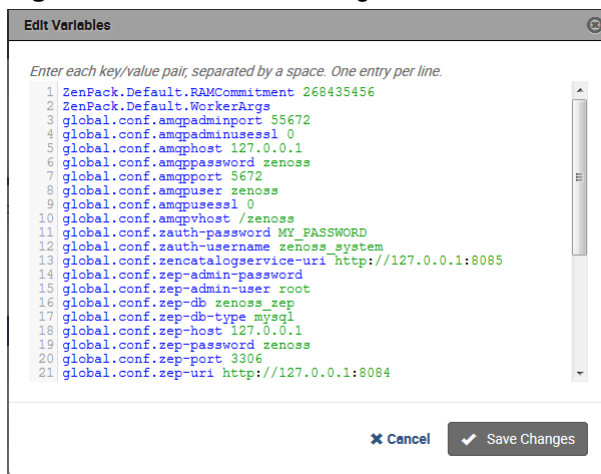 Edit Variables
Enter each key/value pair, separated by a space. One entry per line.
1 ZenPack.Default.RAMCommitment 268435456
2 ZenPack.Default.WorkerArgs
3 global.conf.amqpadminport 55672
4 global.conf.amqpadminusessl 0
5 global.conf.amqphost 127.0.0.1
6 global.conf.amqppassword zenoss
7 global.conf.amqpport 5672
8 global.conf.amqpuser zenoss
9 global.conf.amqpusessl 0
10 global.conf.amqpvhost /zenoss
11 global.conf.zauth-password MY_PASSWORD
12 global.conf.zauth-username zenoss_system
13 global.conf.zencatalogservice-uri http://127.0.0.1:8085
14 global.conf.zep-admin-password
15 global.conf.zep-admin-user root
16 global.conf.zep-db zenoss_zep
17 global.conf.zep-db-type mysql
18 global.conf.zep-host 127.0.0.1
19 global.conf.zep-password zenoss
20 global.conf.zep-port 3306
21 global.conf.zep-uri http://127.0.0.1:8084
Cancel Save Changes